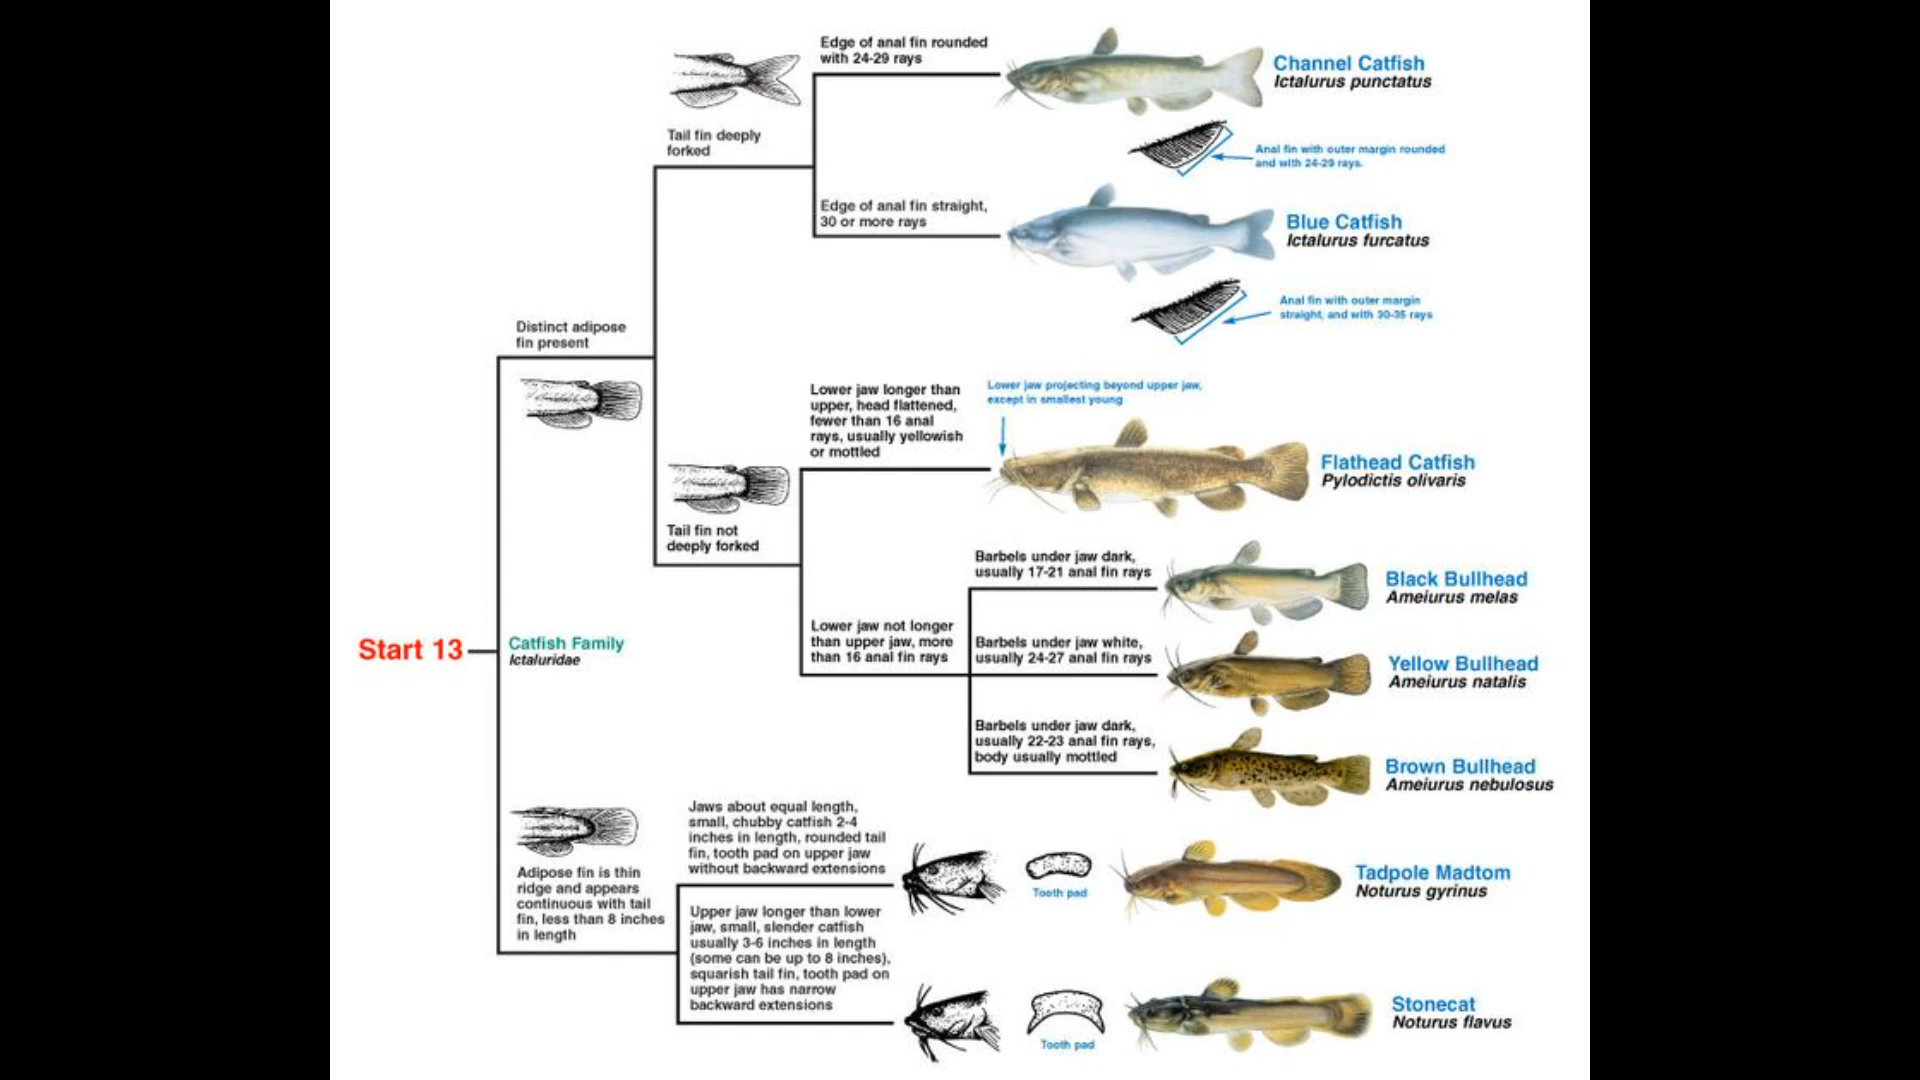 Start 13
Catfish Family
Ictaluridae
Distinct adipose
fin present
Tail fin deeply
forked
Edge of anal fin rounded
with 24-29 rays
Channel Catfish
Ictalurus punctatus
Anal fin with outer margin rounded
and with 24-29 rays.
Edge of anal fin straight,
30 or more rays
Blue Catfish
Ictalurus furcatus
Anal fin with outer margin
straight, and with 30-35 rays
Tail fin not
deeply forked
Lower jaw longer than
upper, head flattened,
fewer than 16 anal
rays, usually yellowish
or mottled
Lower jaw projecting beyond upper jaw,
except in smallest young
Flathead Catfish
Pylodictis olivaris
Lower jaw not longer
than upper jaw, more
than 16 anal fin rays
Barbels under jaw dark,
usually 17-21 anal fin rays
Black Bullhead
Ameiurus melas
Barbels under jaw white,
usually 24-27 anal fin rays
Yellow Bullhead
Ameiurus natalis
Barbels under jaw dark,
usually 22-23 anal fin rays,
body usually mottled
Brown Bullhead
Ameiurus nebulosus
Adipose fin is thin
ridge and appears
continuous with tail
fin, less than 8 inches
in length
Jaws about equal length,
small, chubby catfish 2-4
inches in length, rounded tail
fin, tooth pad on upper jaw
without backward extensions
Tooth pad
Tadpole Madtom
Noturus gyrinus
Upper jaw longer than lower
jaw, small, slender catfish
usually 3-6 inches in length
(some can be up to 8 inches),
squarish tail fin, tooth pad on
upper jaw has narrow
backward extensions
Tooth pad
Stonecat
Noturus flavus